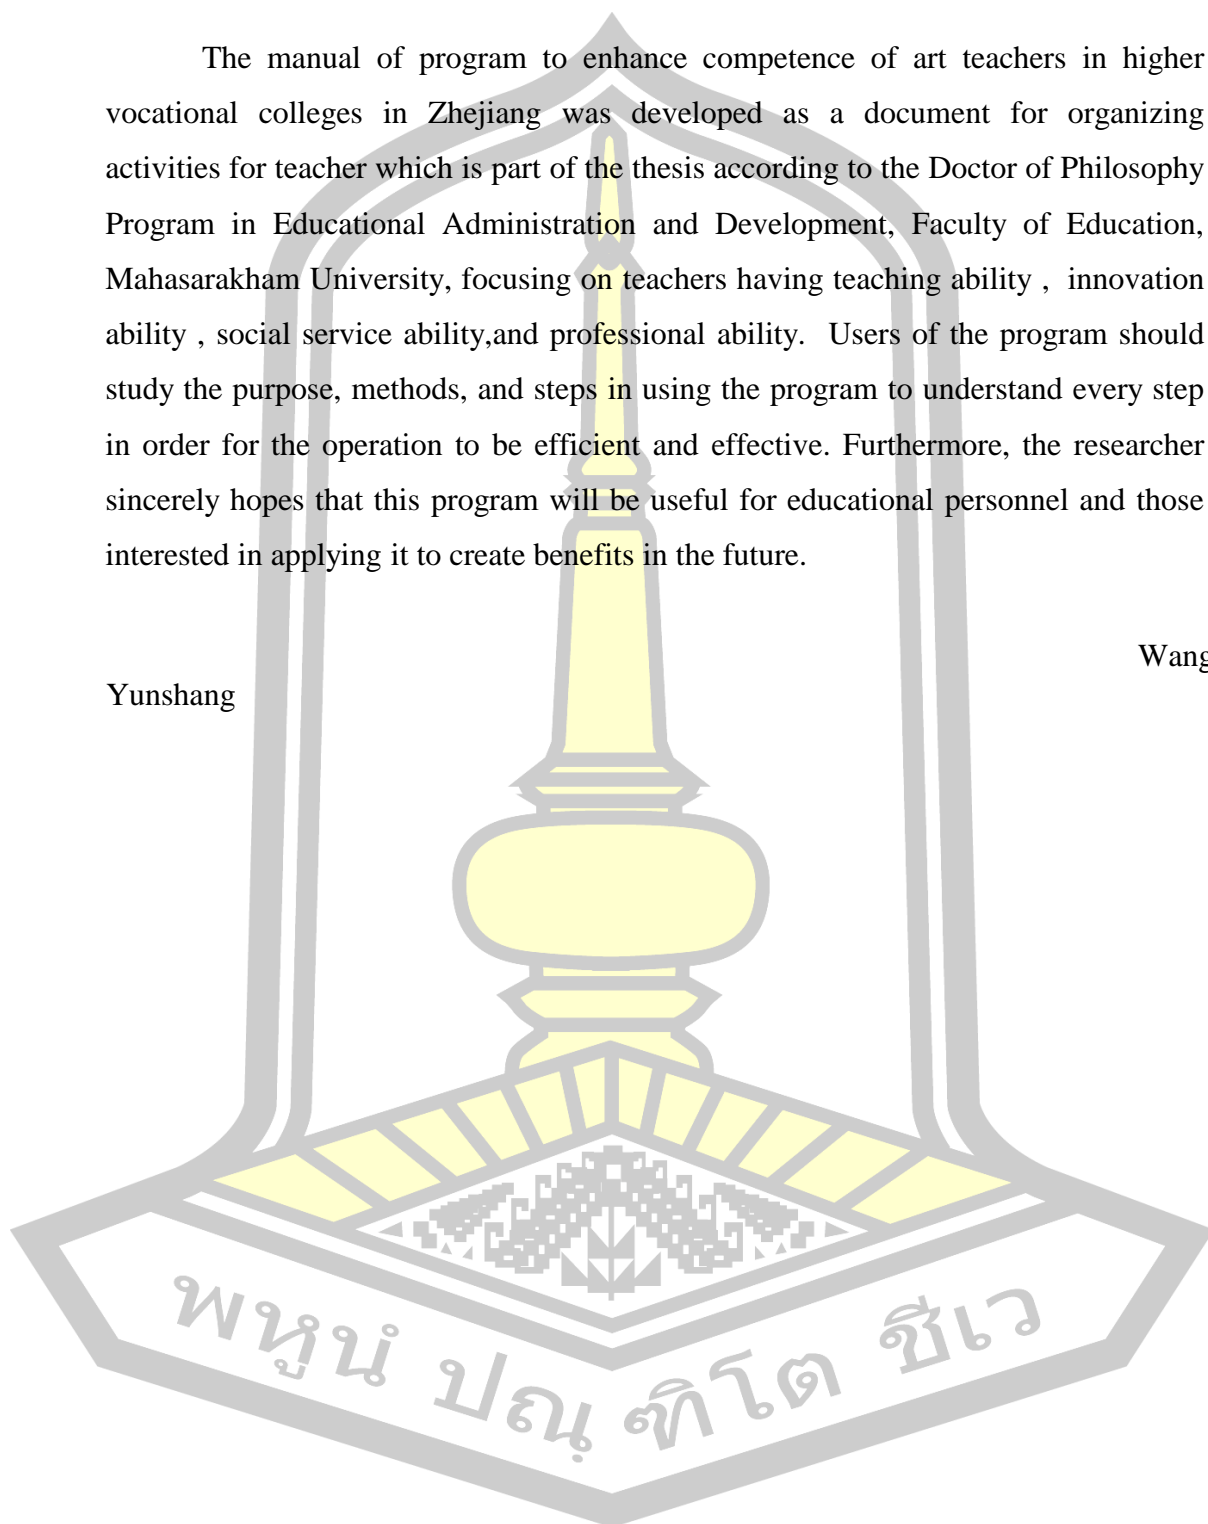 The manual of program to enhance competence of art teachers in higher
vocational colleges in Zhejiang was developed as a document for organizing
activities for teacher which is part of the thesis according to the Doctor of Philosophy
Program in Educational Administration and Development, Faculty of Education,
Mahasarakham University, focusing on teachers having teaching ability , innovation
ability , social service ability,and professional ability. Users of the program should
study the purpose, methods, and steps in using the program to understand every step
in order for the operation to be efficient and effective. Furthermore, the researcher
sincerely hopes that this program will be useful for educational personnel and those
interested in applying it to create benefits in the future.
Wang
Yunshang
พหูนํ ปณฺฑิโต ชีเว